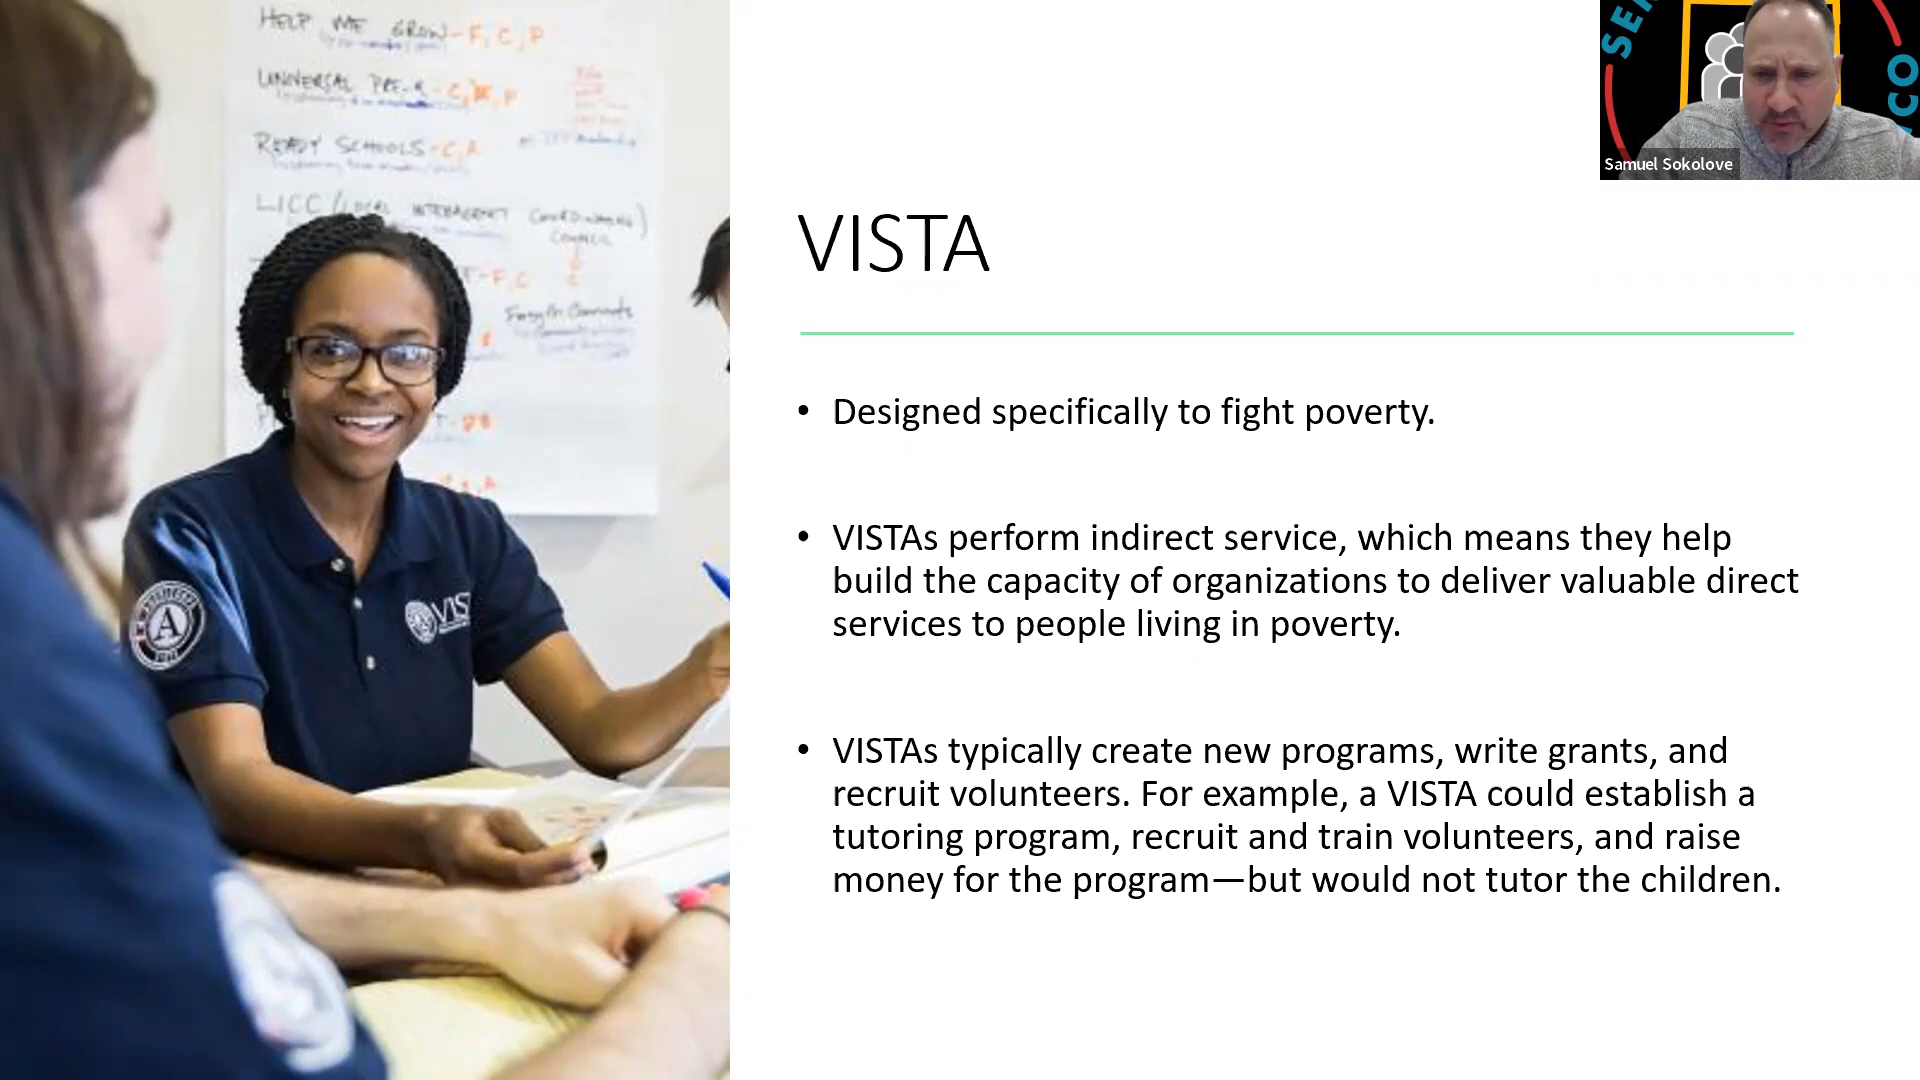 HELP ME GROW-F, C, P
UNIVERSAL PRE-K-C, F, P
READY SCHOOLS-C,A
LICC/LOCAL INTERAGENCY COORDINATING)
COUNCIL
F,C
A
VIS
SER
ICO
Samuel Sokolove
VISTA
• Designed specifically to fight poverty.
• VISTAs perform indirect service, which means they help
build the capacity of organizations to deliver valuable direct
services to people living in poverty.
• VISTAs typically create new programs, write grants, and
recruit volunteers. For example, a VISTA could establish a
tutoring program, recruit and train volunteers, and raise
money for the program—but would not tutor the children.